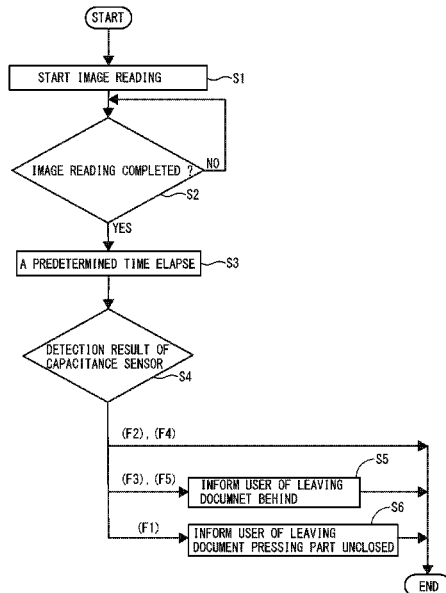 START
START IMAGE READING
S1
IMAGE READING COMPLETED ?
NO
S2
YES
A PREDETERMINED TIME ELAPSE
S3
DETECTION RESULT OF
CAPACITANCE SENSOR
S4
(F2), (F4)
S5
(F3), (F5)
INFORM USER OF LEAVING
DOCUMNET BEHIND
S6
(F1)
INFORM USER OF LEAVING
DOCUMENT PRESSING PART UNCLOSED
END